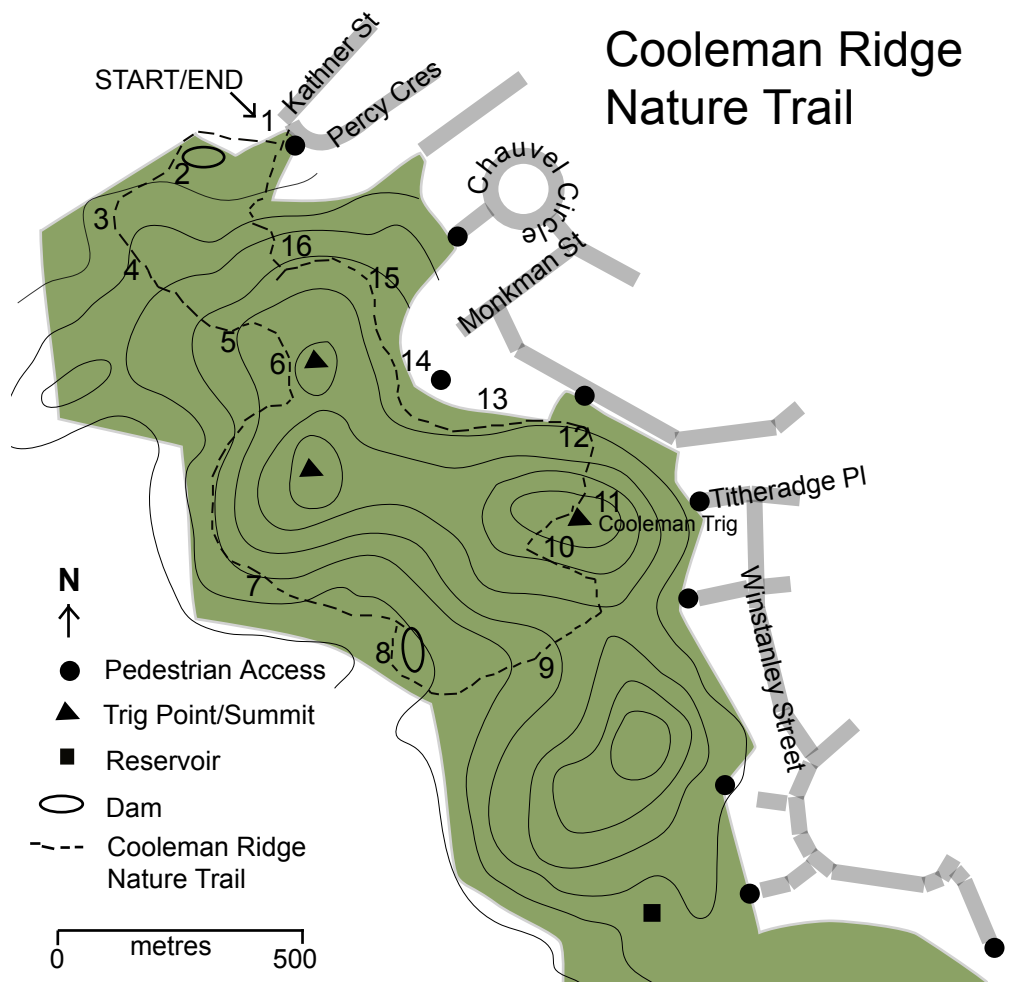 Cooleman Ridge
Nature Trail
START/END
Kathner St
Percy Cres
Chauvel Circle
Monkman St
Titheradge Pl
Winstanley Street
Cooleman Trig
1
2
3
4
5
6
7
8
9
10
11
12
13
14
15
16
N
Pedestrian Access
Trig Point/Summit
Reservoir
Dam
Cooleman Ridge
Nature Trail
metres
0 500